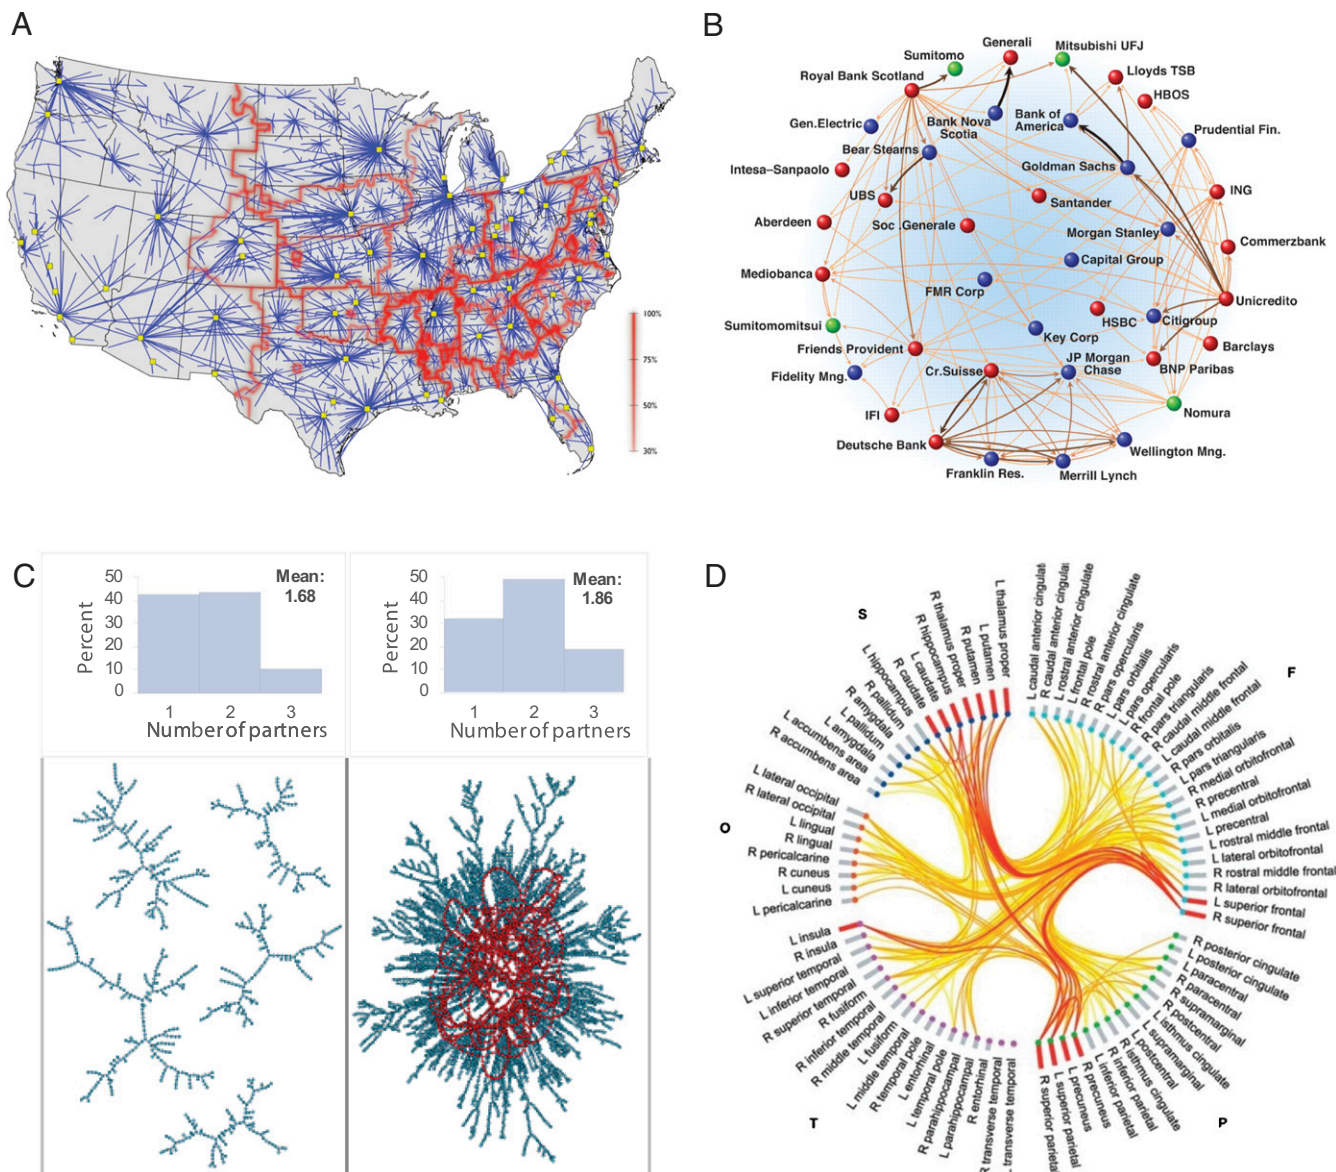 A
100%
75%
50%
30%
B
Generali
Sumitomo
Mitsubishi UFJ
Royal Bank Scotland
Lloyds TSB
HBOS
Gen.Electric
Bank Nova
Scotia
Bank of
America
Prudential Fin.
Bear Stearns
Goldman Sachs
Intesa–Sanpaolo
UBS
Santander
ING
Aberdeen
Soc .Generale
Morgan Stanley
Commerzbank
Mediobanca
Capital Group
FMR Corp
Unicredito
HSBC
Citigroup
Sumitomomitsui
Key Corp
Friends Provident
Barclays
JP Morgan
Chase
BNP Paribas
Fidelity Mng.
Cr.Suisse
IFI
Nomura
Deutsche Bank
Wellington Mng.
Franklin Res.
Merrill Lynch
C
50
40
30
20
10
0
Percent
Mean:
1.68
1
2
3
Number of partners
50
40
30
20
10
0
Percent
Mean:
1.86
1
2
3
Number of partners
D
S
R accumbens area
L accumbens area
L amygdala
L pallidum
R amygdala
R pallidum
L hippocampus
R caudate
L caudate
R hippocampus
R thalamus proper
R putamen
L putamen
L thalamus proper
F
L caudal anterior cingulat
R caudal anterior cingulat
L rostral anterior cingulate
L frontal pole
R rostral anterior cingulate
R pars opercularis
L pars orbitalis
L pars opercularis
R frontal pole
R pars triangularis
R caudal middle frontal
L caudal middle frontal
R pars orbitalis
L pars triangularis
R medial orbitofrontal
R precentral
L medial orbitofrontal
L precentral
L rostral middle frontal
L lateral orbitofrontal
R rostral middle frontal
R lateral orbitofrontal
L superior frontal
R superior frontal
O
L lateral occipital
R lateral occipital
L lingual
R lingual
R pericalcarine
R cuneus
L cuneus
L pericalcarine
T
L insula
R insula
L superior temporal
L inferior temporal
R superior temporal
R fusiform
R inferior temporal
R middle temporal
L fusiform
L middle temporal
R temporal pole
L entorhinal
L temporal pole
R parahippocampal
L parahippocampal
R entorhinal
R transverse temporal
L transverse temporal
P
R posterior cingulate
L posterior cingulate
L paracentral
R paracentral
R supramarginal
R postcentral
L isthmus cingulate
L supramarginal
L postcentral
R isthmus cingulate
R inferior parietal
L inferior parietal
R precuneus
L precuneus
L superior parietal
R superior parietal